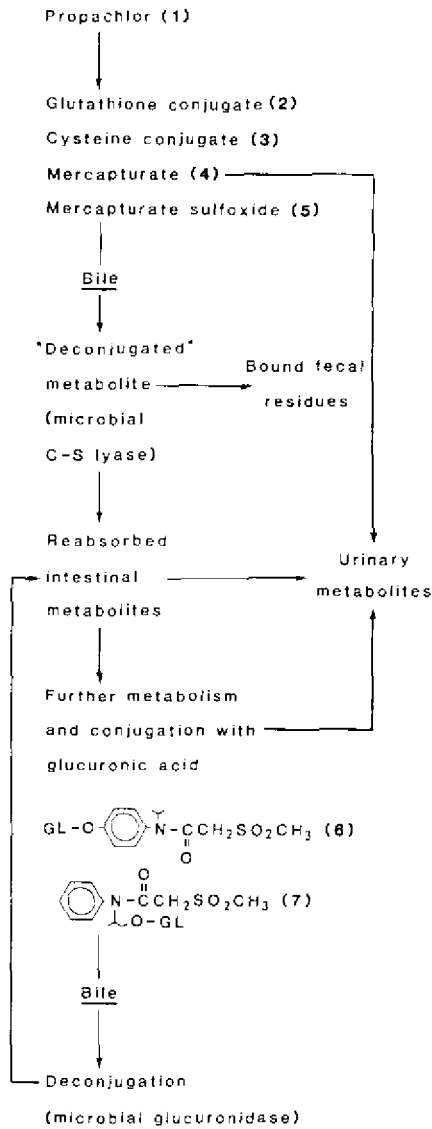 Propachlor (1)
Glutathione conjugate (2)
Cysteine conjugate (3)
Mercapturate (4)
Mercapturate sulfoxide (5)
Bile
"Deconjugated"
metabolite
(microbial
C-S lyase)
Bound fecal
residues
Reabsorbed
intestinal
metabolites
Urinary
metabolites
Further metabolism
and conjugation with
glucuronic acid
GL-O N-CCH2SO2CH3 (6)
O
O
N-CCH2SO2CH3 (7)
O-GL
Bile
Deconjugation
(microbial glucuronidase)